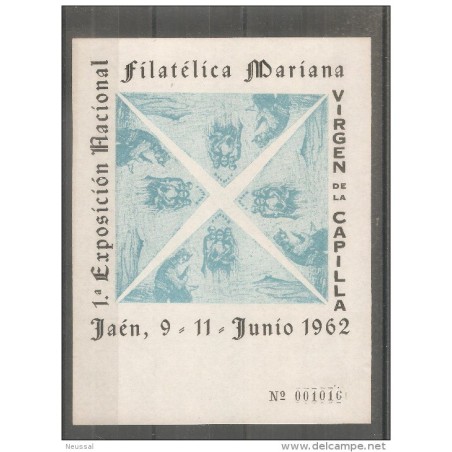 1.ª Exposición Nacional
Filatélica Mariana
VIRGEN DE LA CAPILLA
Jaén, 9 - 11 - Junio 1962
Nº 001016
Neussal
delcampe.net